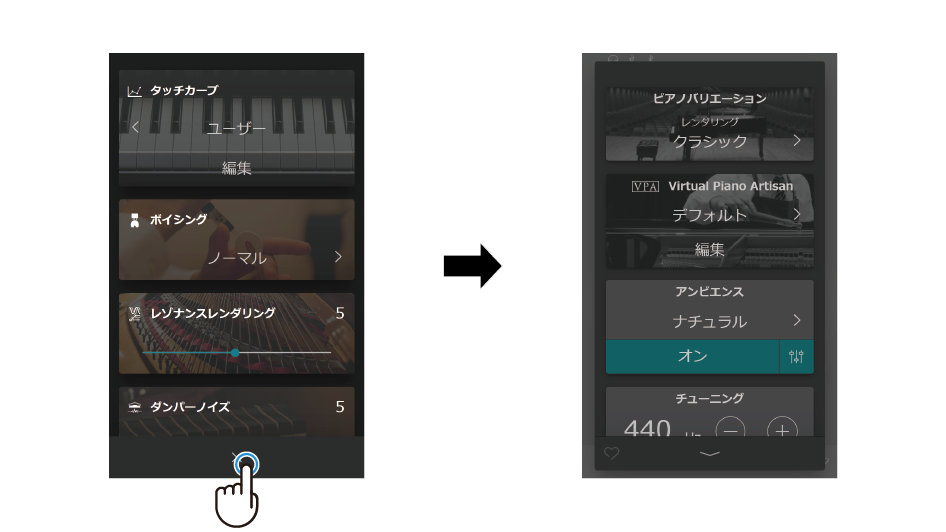 タッチカーブ
ユーザー
編集
ボイシング
ノーマル
レゾナンスレンダリング 5
ダンパーノイズ 5
ピアノバリエーション
レンダリング
クラシック
VPA Virtual Piano Artisan
デフォルト
編集
アンビエンス
ナチュラル
オン
チューニング
440